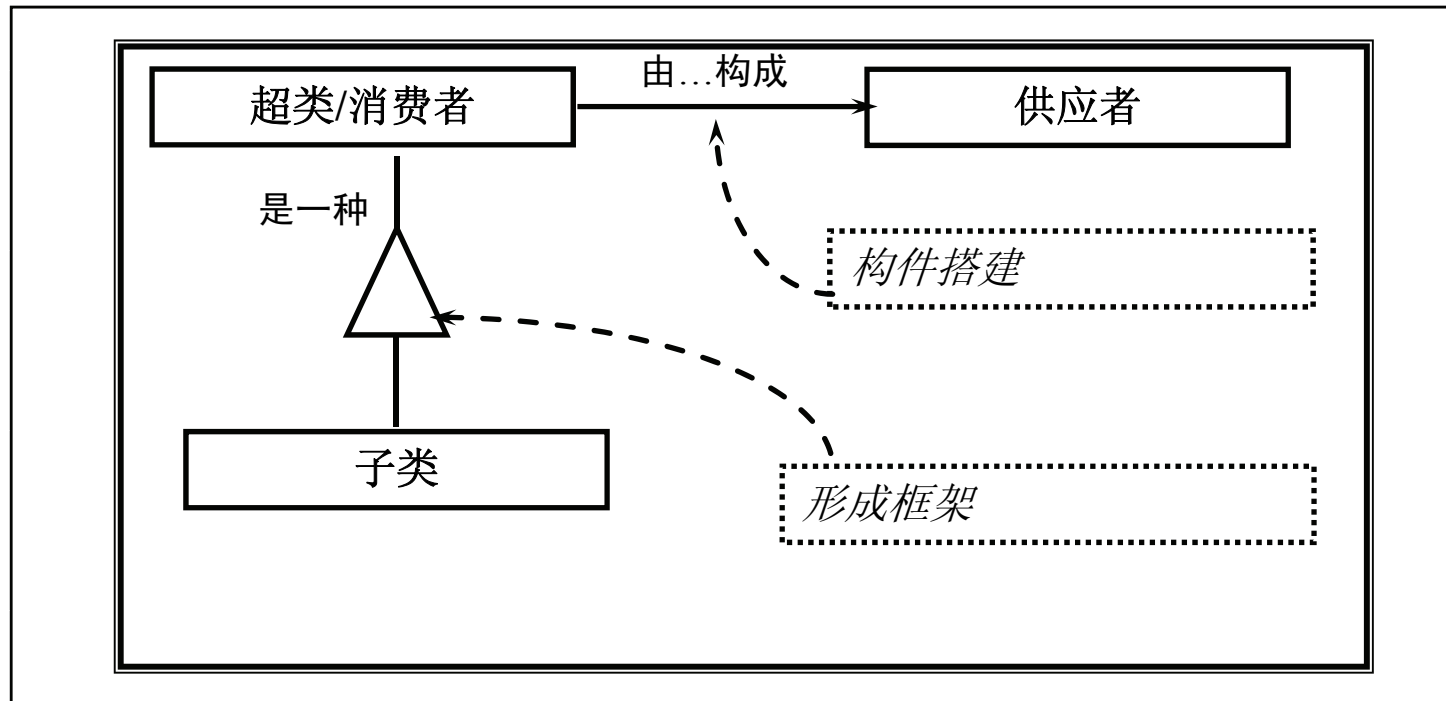 由…构成
超类/消费者
供应者
是一种
构件搭建
子类
形成框架